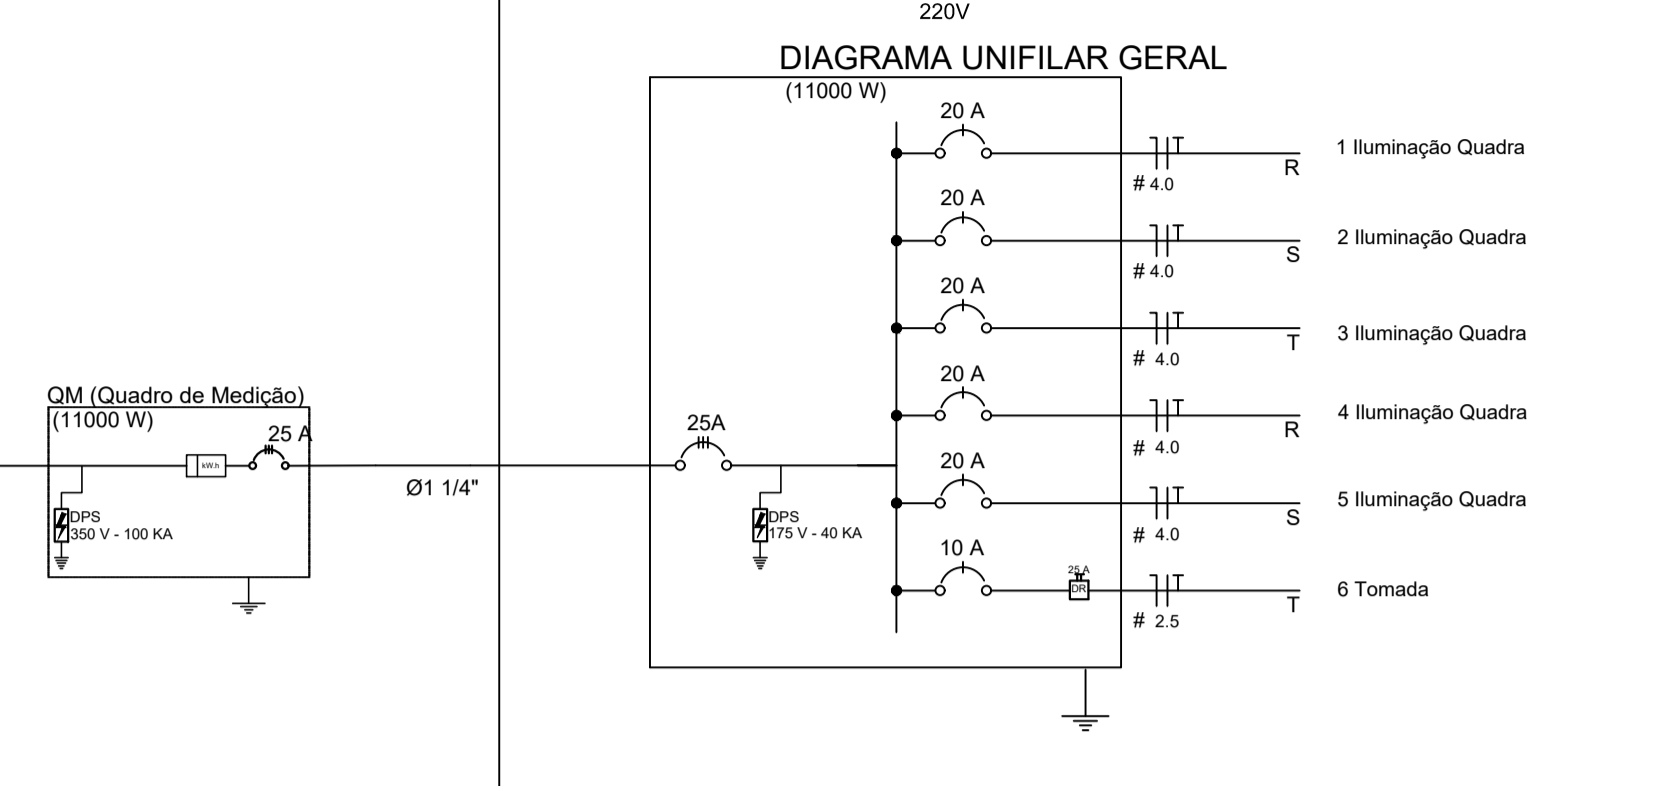 220V
DIAGRAMA UNIFILAR GERAL
(11000 W)
20 A
1 Iluminação Quadra
R
# 4.0
20 A
2 Iluminação Quadra
S
# 4.0
20 A
3 Iluminação Quadra
T
# 4.0
20 A
4 Iluminação Quadra
R
# 4.0
20 A
5 Iluminação Quadra
S
# 4.0
10 A
25 A
DR
6 Tomada
T
# 2.5
QM (Quadro de Medição)
(11000 W)
25 A
kW.h
Ø1 1/4"
DPS
350 V - 100 KA
25A
DPS
175 V - 40 KA